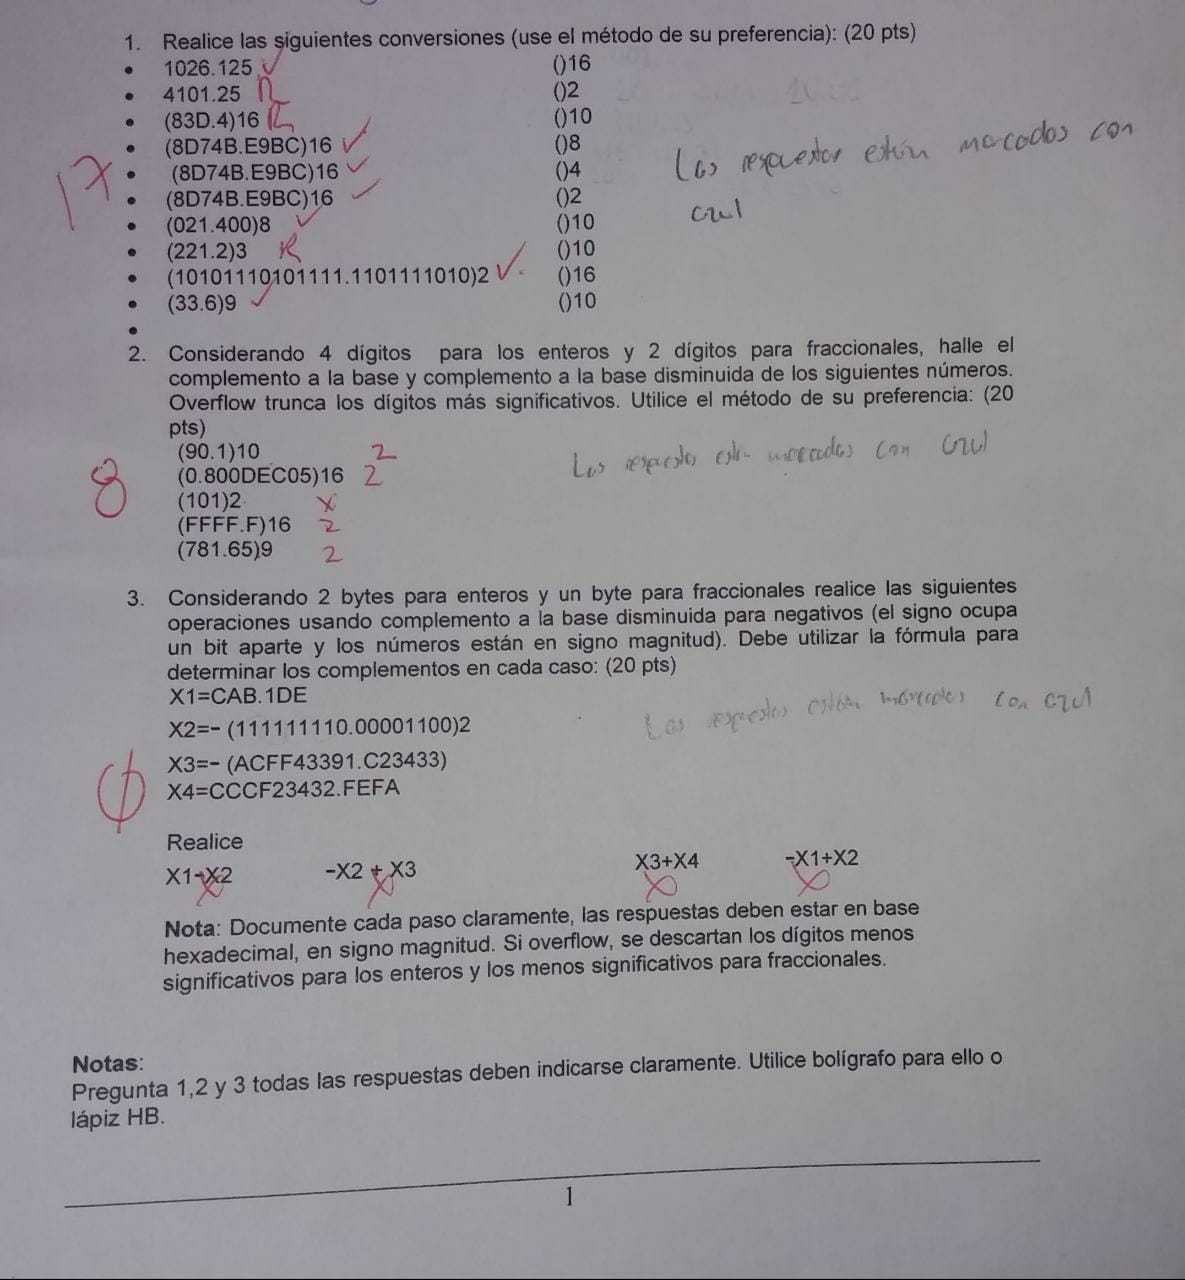 1. Realice las siguientes conversiones (use el método de su preferencia): (20 pts)
• 1026.125 ()16
• 4101.25 ()2
• (83D.4)16 ()10
• (8D74B.E9BC)16 ()8
• (8D74B.E9BC)16 ()4
• (8D74B.E9BC)16 ()2
• (021.400)8 ()10
• (221.2)3 R ()10
• (10101110101111.1101111010)2 ()16
• (33.6)9 ()10
•
17
Las respuestas están marcados con
azul
2. Considerando 4 dígitos para los enteros y 2 dígitos para fraccionales, halle el
complemento a la base y complemento a la base disminuida de los siguientes números.
Overflow trunca los dígitos más significativos. Utilice el método de su preferencia: (20
pts)
(90.1)10 2
(0.800DEC05)16 2
(101)2 X
(FFFF.F)16 2
(781.65)9 2
8
Las respuestas están marcadas con azul
3. Considerando 2 bytes para enteros y un byte para fraccionales realice las siguientes
operaciones usando complemento a la base disminuida para negativos (el signo ocupa
un bit aparte y los números están en signo magnitud). Debe utilizar la fórmula para
determinar los complementos en cada caso: (20 pts)
X1=CAB.1DE
X2=- (111111110.00001100)2
X3=- (ACFF43391.C23433)
X4=CCCF23432.FEFA
Las respuestas están marcadas con azul
Realice
X1-X2 -X2 + X3 X3+X4 -X1+X2
Nota: Documente cada paso claramente, las respuestas deben estar en base
hexadecimal, en signo magnitud. Si overflow, se descartan los dígitos menos
significativos para los enteros y los menos significativos para fraccionales.
Notas:
Pregunta 1,2 y 3 todas las respuestas deben indicarse claramente. Utilice bolígrafo para ello o
lápiz HB.
1